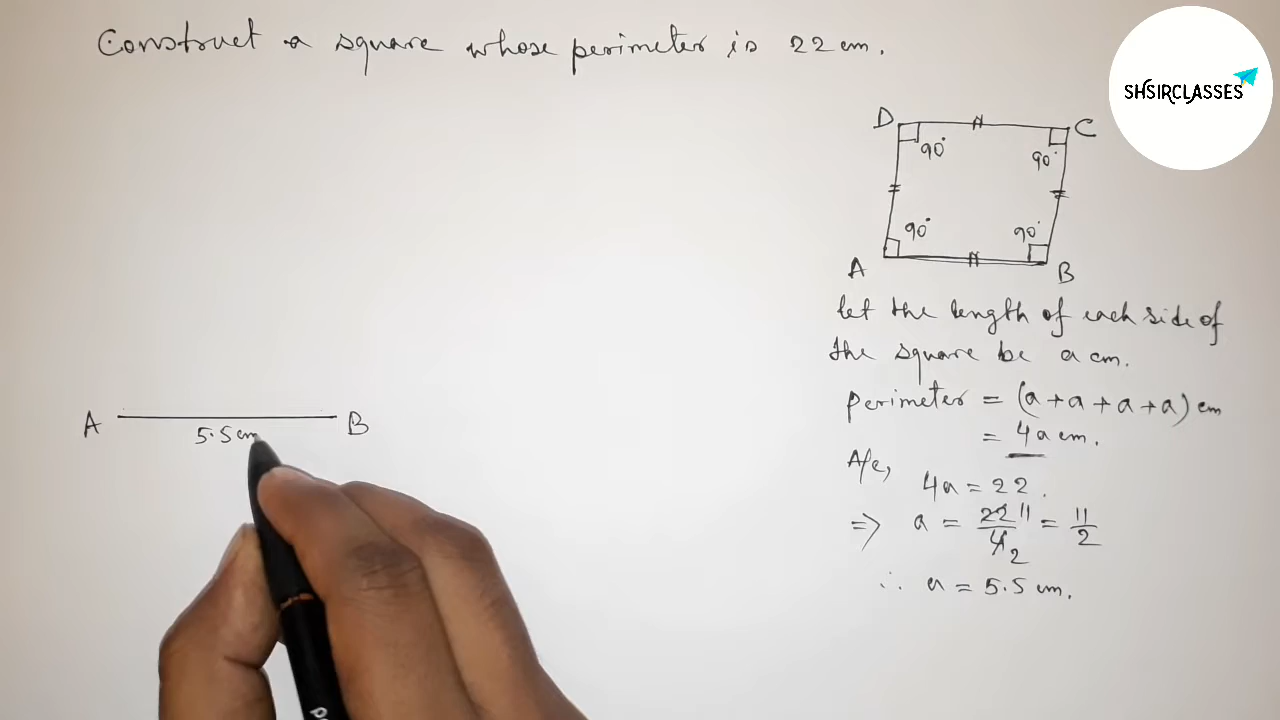 Construct a square whose perimeter is 22 cm.
SHSIRCLASSES
D C
90° 90°
90° 90°
A B
let the length of each side of
the square be a cm.
perimeter = (a + a + a + a) cm
= 4a cm.
A/c,
4a = 22.
⇒ a = 22/4 11/2 = 11/2
∴ a = 5.5 cm.
A B
5.5 cm